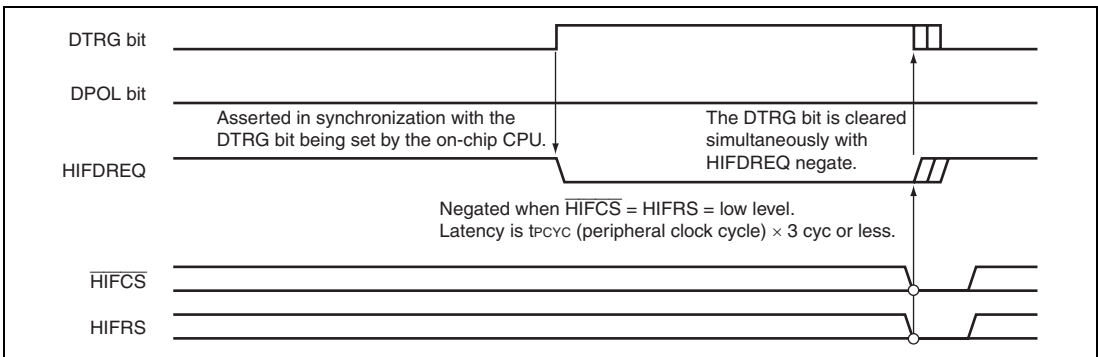 DTRG bit
DPOL bit
Asserted in synchronization with the
DTRG bit being set by the on-chip CPU.
The DTRG bit is cleared
simultaneously with
HIFDREQ negate.
HIFDREQ
Negated when HIFCS = HIFRS = low level.
Latency is tPCYC (peripheral clock cycle) × 3 cyc or less.
HIFCS
HIFRS